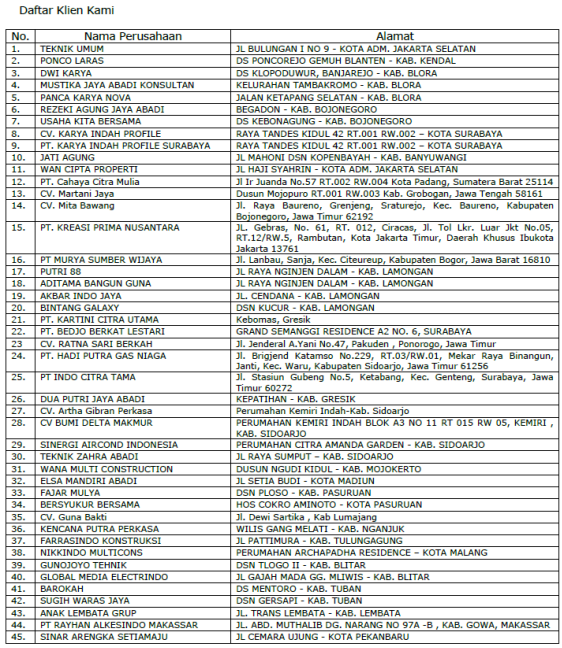 Daftar Klien Kami
No. Nama Perusahaan Alamat
1. TEKNIK UMUM JL BULUNGAN I NO 9 - KOTA ADM. JAKARTA SELATAN
2. PONCO LARAS DS PONCOREJO GEMUH BLANTEN - KAB. KENDAL
3. DWI KARYA DS KLOPODUWUR, BANJAREJO - KAB. BLORA
4. MUSTIKA JAYA ABADI KONSULTAN KELURAHAN TAMBAKROMO - KAB. BLORA
5. PANCA KARYA NOVA JALAN KETAPANG SELATAN - KAB. BLORA
6. REZEKI AGUNG JAYA ABADI BEGADON - KAB. BOJONEGORO
7. USAHA KITA BERSAMA DS KEBONAGUNG - KAB. BOJONEGORO
8. CV. KARYA INDAH PROFILE RAYA TANDES KIDUL 42 RT.001 RW.002 – KOTA SURABAYA
9. PT. KARYA INDAH PROFILE SURABAYA RAYA TANDES KIDUL 42 RT.001 RW.002 – KOTA SURABAYA
10. JATI AGUNG JL MAHONI DSN KOPENBAYAH - KAB. BANYUWANGI
11. WAN CIPTA PROPERTI JL HAJI SYAHRIN - KOTA ADM. JAKARTA SELATAN
12. PT. Cahaya Citra Mulia Jl Ir Juanda No.57 RT.002 RW.004 Kota Padang, Sumatera Barat 25114
13. CV. Martani Jaya Dusun Mojopuro RT.001 RW.003 Kab. Grobogan, Jawa Tengah 58161
14. CV. Mita Bawang Jl. Raya Baureno, Grenjeng, Sraturejo, Kec. Baureno, Kabupaten
Bojonegoro, Jawa Timur 62192
15. PT. KREASI PRIMA NUSANTARA JL. Gebras, No. 61, RT. 012, Ciracas, Jl. Tol Lkr. Luar Jkt No.05,
RT.12/RW.5, Rambutan, Kota Jakarta Timur, Daerah Khusus Ibukota
Jakarta 13761
16. PT MURYA SUMBER WIJAYA Jl. Lanbau, Sanja, Kec. Citeureup, Kabupaten Bogor, Jawa Barat 16810
17. PUTRI 88 JL RAYA NGINJEN DALAM - KAB. LAMONGAN
18. ADITAMA BANGUN GUNA JL RAYA NGINJEN DALAM - KAB. LAMONGAN
19. AKBAR INDO JAYA JL. CENDANA - KAB. LAMONGAN
20. BINTANG GALAXY DSN KUCUR - KAB. LAMONGAN
21. PT. KARTINI CITRA UTAMA Kebomas, Gresik
22. PT. BEDJO BERKAT LESTARI GRAND SEMANGGI RESIDENCE A2 NO. 6, SURABAYA
23 CV. RATNA SARI BERKAH Jl. Jenderal A.Yani No.47, Pakuden , Ponorogo, Jawa Timur
24. PT. HADI PUTRA GAS NIAGA Jl. Brigjend Katamso No.229, RT.03/RW.01, Mekar Raya Binangun,
Janti, Kec. Waru, Kabupaten Sidoarjo, Jawa Timur 61256
25. PT INDO CITRA TAMA Jl. Stasiun Gubeng No.5, Ketabang, Kec. Genteng, Surabaya, Jawa
Timur 60272
26. DUA PUTRI JAYA ABADI KEPATIHAN - KAB. GRESIK
27. CV. Artha Gibran Perkasa Perumahan Kemiri Indah-Kab. Sidoarjo
28. CV BUMI DELTA MAKMUR PERUMAHAN KEMIRI INDAH BLOK A3 NO 11 RT 015 RW 05, KEMIRI ,
KAB. SIDOARJO
29. SINERGI AIRCOND INDONESIA PERUMAHAN CITRA AMANDA GARDEN - KAB. SIDOARJO
30. TEKNIK ZAHRA ABADI JL RAYA SUMPUT – KAB. SIDOARJO
31. WANA MULTI CONSTRUCTION DUSUN NGUDI KIDUL - KAB. MOJOKERTO
32. ELSA MANDIRI ABADI JL SETIA BUDI - KOTA MADIUN
33. FAJAR MULYA DSN PLOSO - KAB. PASURUAN
34. BERSYUKUR BERSAMA HOS COKRO AMINOTO - KOTA PASURUAN
35. CV. Guna Bakti Jl. Dewi Sartika , Kab Lumajang
36. KENCANA PUTRA PERKASA WILIS GANG MELATI - KAB. NGANJUK
37. FARRASINDO KONSTRUKSI JL PATTIMURA - KAB. TULUNGAGUNG
38. NIKKINDO MULTICONS PERUMAHAN ARCHAPADHA RESIDENCE – KOTA MALANG
39. GUNOJOYO TEHNIK DSN TLOGO II - KAB. BLITAR
40. GLOBAL MEDIA ELECTRINDO JL GAJAH MADA GG. MLIWIS - KAB. BLITAR
41. BAROKAH DS MENTORO - KAB. TUBAN
42. SUGIH WARAS JAYA DSN GERSAPI - KAB. TUBAN
43. ANAK LEMBATA GRUP JL. TRANS LEMBATA - KAB. LEMBATA
44. PT RAYHAN ALKESINDO MAKASSAR JL. ABD. MUTHALIB DG. NARANG NO 97A -B , KAB. GOWA, MAKASSAR
45. SINAR ARENGKA SETIAMAJU JL CEMARA UJUNG - KOTA PEKANBARU